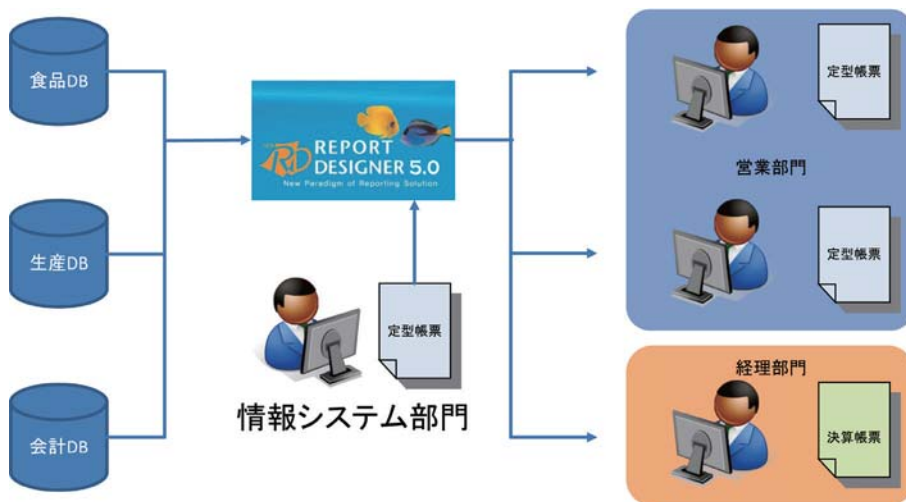 食品DB
生産DB
会計DB
RD
REPORT
DESIGNER 5.0
New Paradigm of Reporting Solution
定型帳票
情報システム部門
定型帳票
営業部門
定型帳票
経理部門
決算帳票